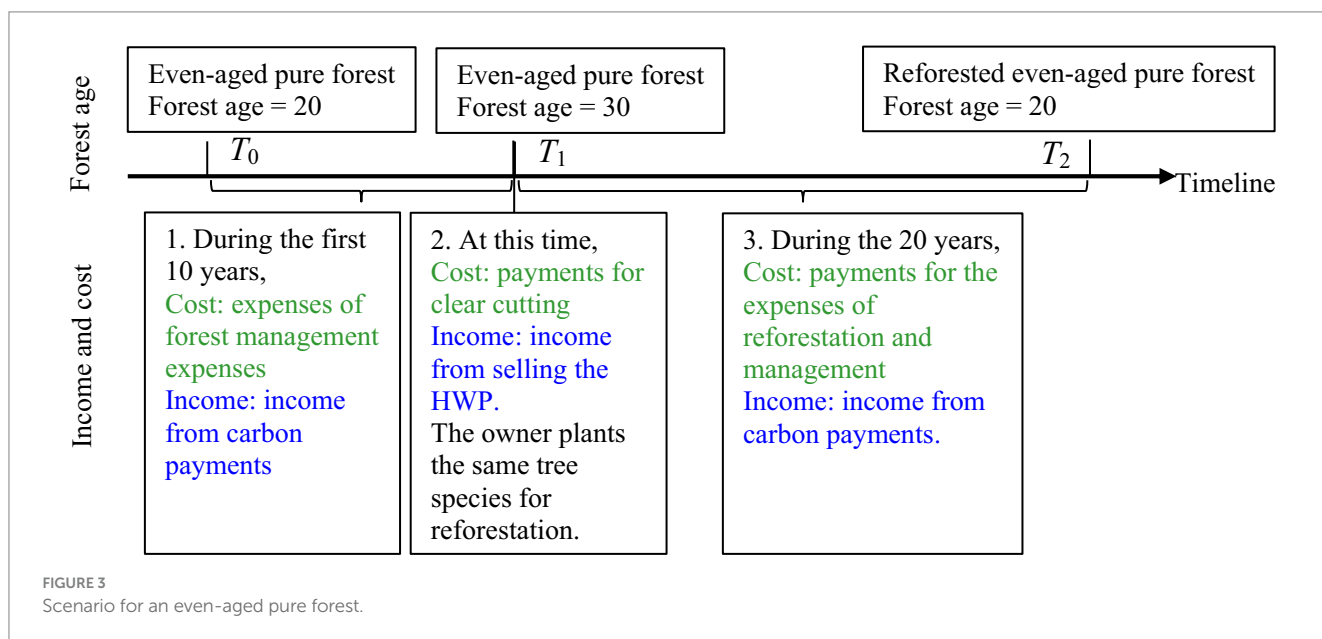 Forest age
Even-aged pure forest
Forest age = 20
Even-aged pure forest
Forest age = 30
Reforested even-aged pure forest
Forest age = 20
T0
T1
T2
Timeline
Income and cost
1. During the first
10 years,
Cost: expenses of
forest management
expenses
Income: income
from carbon
payments
2. At this time,
Cost: payments for
clear cutting
Income: income
from selling the
HWP.
The owner plants
the same tree
species for
reforestation.
3. During the 20 years,
Cost: payments for the
expenses of
reforestation and
management
Income: income from
carbon payments.
FIGURE 3
Scenario for an even-aged pure forest.